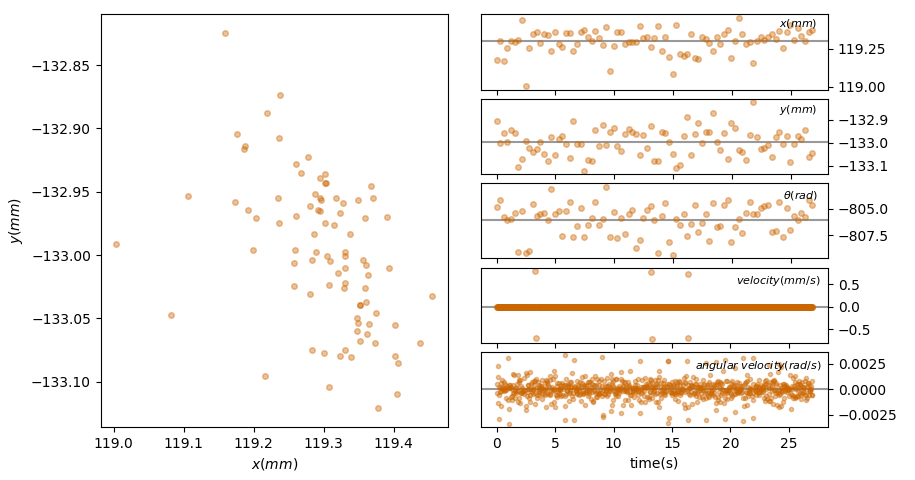 −132.85
−132.90
−132.95
−133.00
−133.05
−133.10
y(mm)
119.0 119.1 119.2 119.3 119.4
x(mm)
x(mm)
119.25
119.00
y(mm)
−132.9
−133.0
−133.1
θ(rad)
−805.0
−807.5
velocity(mm/s)
0.5
0.0
−0.5
angular velocity(rad/s)
0.0025
0.0000
−0.0025
0 5 10 15 20 25
time(s)